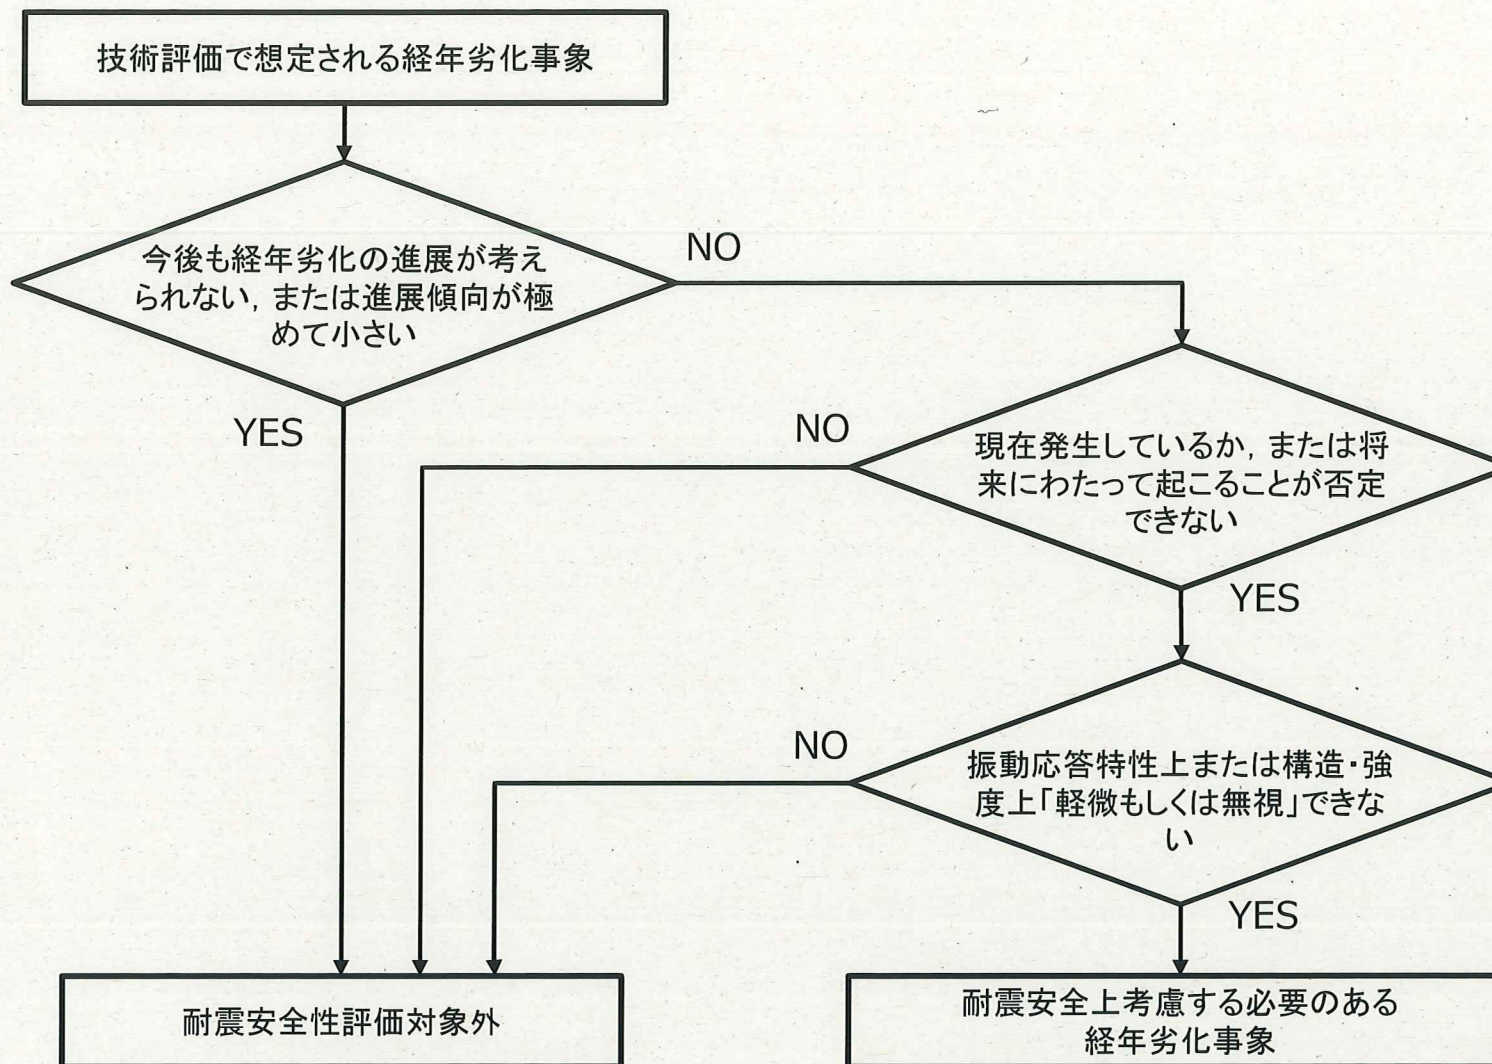 技術評価で想定される経年劣化事象
今後も経年劣化の進展が考え
られない，または進展傾向が極
めて小さい
NO
YES
NO
現在発生しているか，または将
来にわたって起こることが否定
できない
YES
NO
振動応答特性上または構造・強
度上「軽微もしくは無視」できな
い
YES
耐震安全性評価対象外
耐震安全上考慮する必要のある
経年劣化事象